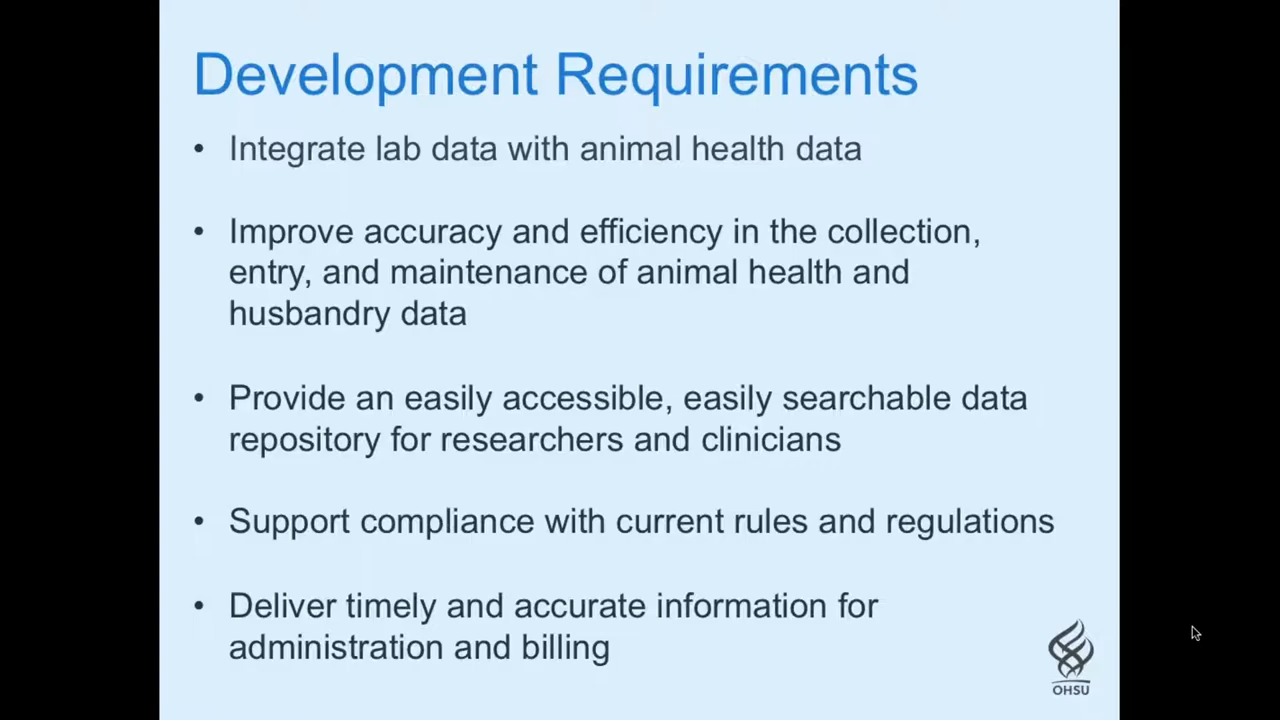 Development Requirements
• Integrate lab data with animal health data
• Improve accuracy and efficiency in the collection,
entry, and maintenance of animal health and
husbandry data
• Provide an easily accessible, easily searchable data
repository for researchers and clinicians
• Support compliance with current rules and regulations
• Deliver timely and accurate information for
administration and billing
OHSU